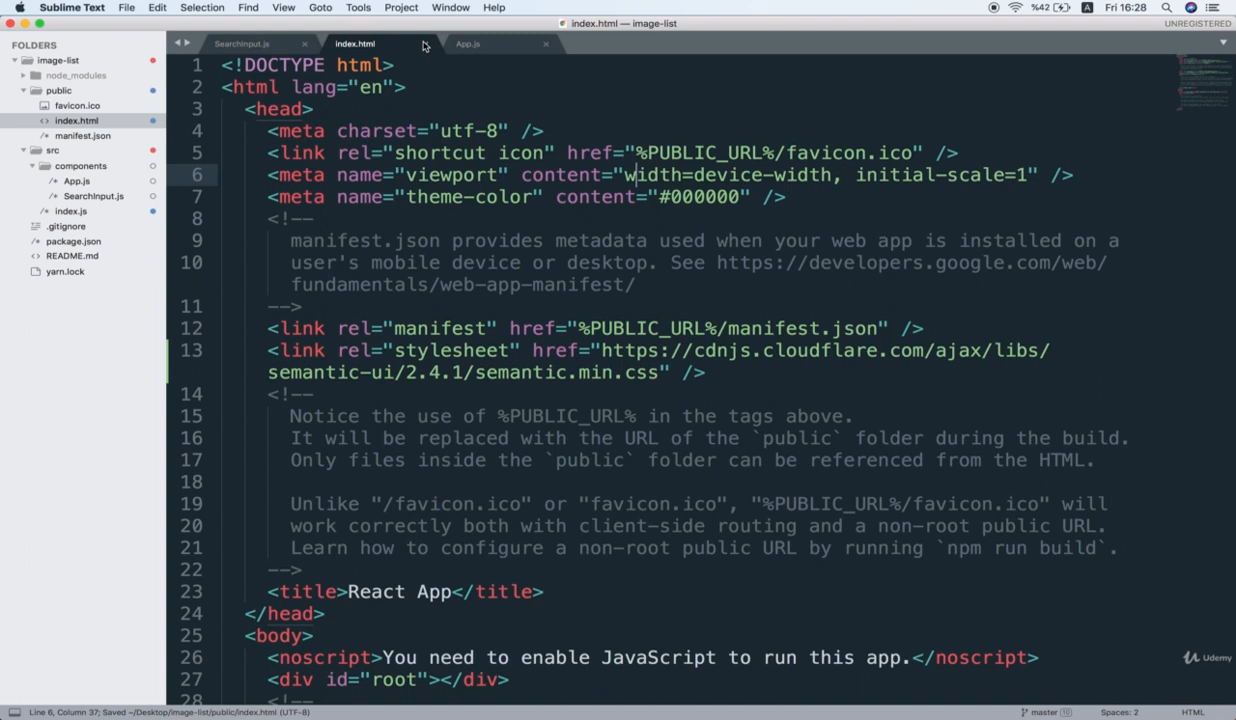 Sublime Text File Edit Selection Find View Goto Tools Project Window Help %42 A Fri 16:28
index.html — image-list UNREGISTERED
FOLDERS
image-list
node_modules
public
favicon.ico
<> index.html
manifest.json
src
components
App.js
SearchInput.js
index.js
.gitignore
package.json
README.md
yarn.lock
SearchInput.js index.html App.js
1 <!DOCTYPE html>
2 <html lang="en">
3 <head>
4 <meta charset="utf-8" />
5 <link rel="shortcut icon" href="%PUBLIC_URL%/favicon.ico" />
6 <meta name="viewport" content="width=device-width, initial-scale=1" />
7 <meta name="theme-color" content="#000000" />
8 <!--
9 manifest.json provides metadata used when your web app is installed on a
10 user's mobile device or desktop. See https://developers.google.com/web/
fundamentals/web-app-manifest/
11 -->
12 <link rel="manifest" href="%PUBLIC_URL%/manifest.json" />
13 <link rel="stylesheet" href="https://cdnjs.cloudflare.com/ajax/libs/
semantic-ui/2.4.1/semantic.min.css" />
14 <!--
15 Notice the use of %PUBLIC_URL% in the tags above.
16 It will be replaced with the URL of the `public` folder during the build.
17 Only files inside the `public` folder can be referenced from the HTML.
18
19 Unlike "/favicon.ico" or "favicon.ico", "%PUBLIC_URL%/favicon.ico" will
20 work correctly both with client-side routing and a non-root public URL.
21 Learn how to configure a non-root public URL by running `npm run build`.
22 -->
23 <title>React App</title>
24 </head>
25 <body>
26 <noscript>You need to enable JavaScript to run this app.</noscript>
27 <div id="root"></div>
28 <!--
Udemy
Line 6, Column 37; Saved ~/Desktop/image-list/public/index.html (UTF-8) master 10 Spaces: 2 HTML